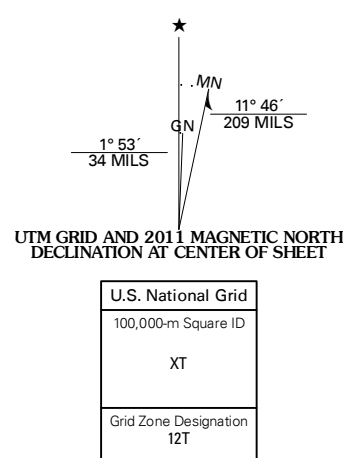 ★
MN
GN
11° 46´
209 MILS
1° 53´
34 MILS
UTM GRID AND 2011 MAGNETIC NORTH
DECLINATION AT CENTER OF SHEET
U.S. National Grid
100,000-m Square ID
XT
Grid Zone Designation
12T